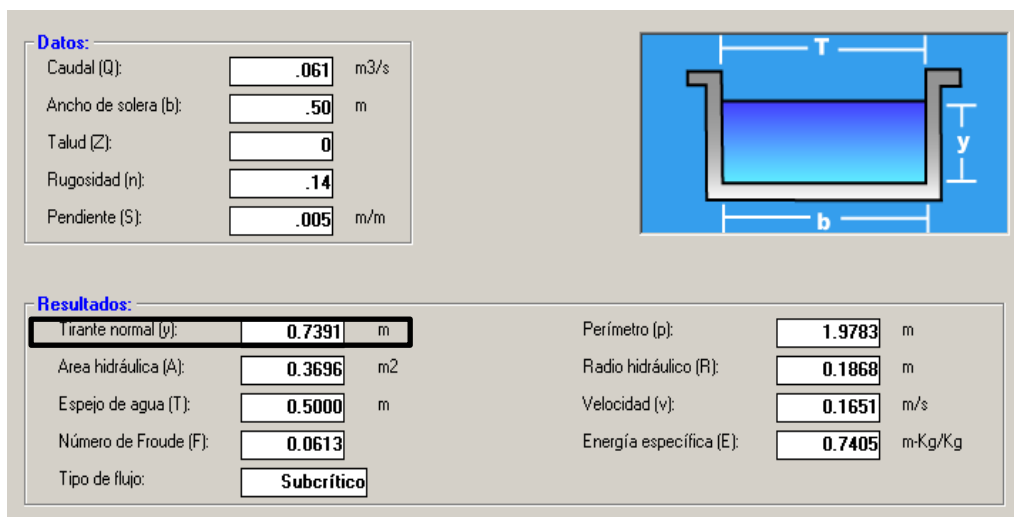 Datos:
Caudal (Q): .061 m3/s
Ancho de solera (b): .50 m
Talud (Z): 0
Rugosidad (n): .14
Pendiente (S): .005 m/m
T
y
b
Resultados:
Tirante normal (y): 0.7391 m Perímetro (p): 1.9783 m
Area hidráulica (A): 0.3696 m2 Radio hidráulico (R): 0.1868 m
Espejo de agua (T): 0.5000 m Velocidad (v): 0.1651 m/s
Número de Froude (F): 0.0613 Energía específica (E): 0.7405 m-Kg/Kg
Tipo de flujo: Subcrítico